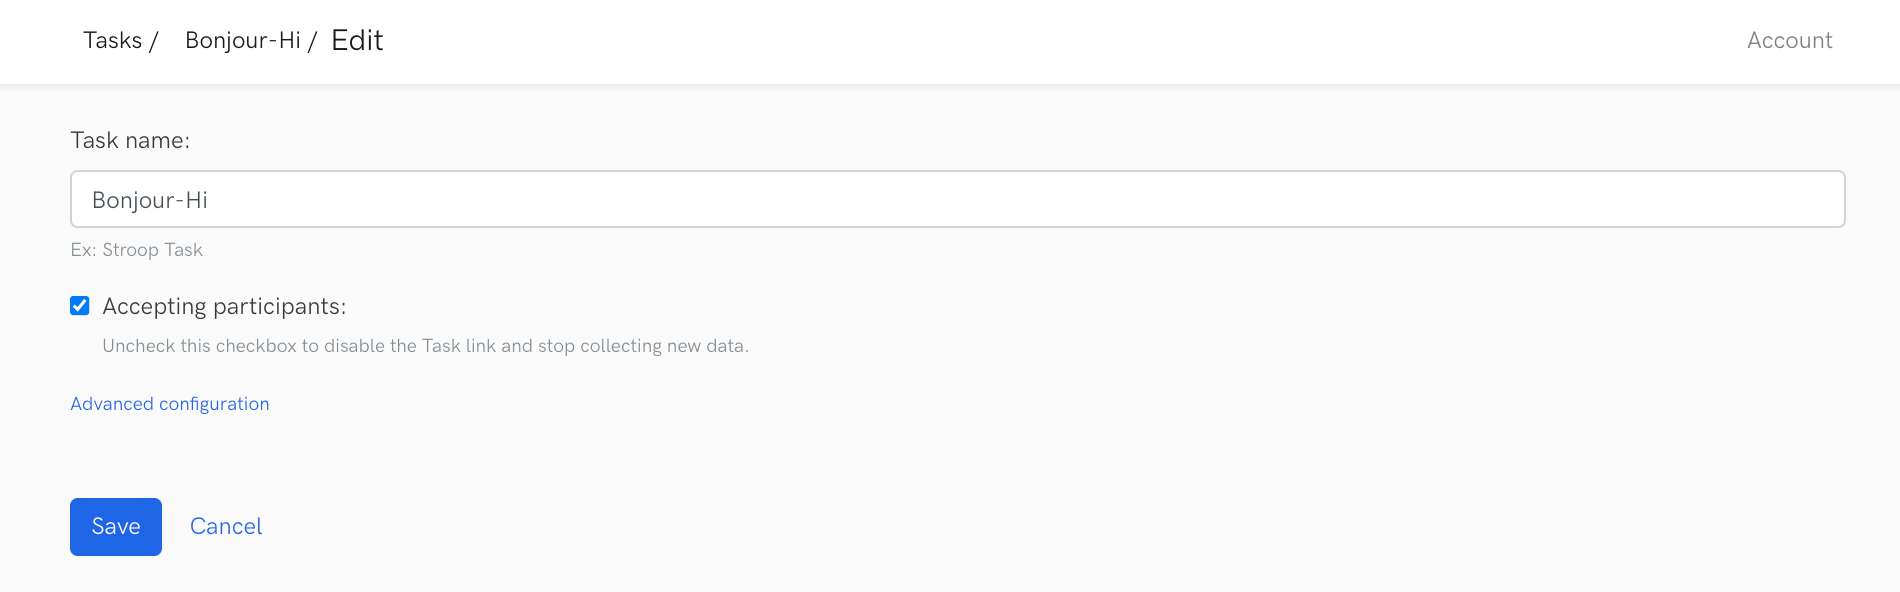 Tasks / Bonjour-Hi / Edit
Account
Task name:
Bonjour-Hi
Ex: Stroop Task
Accepting participants:
Uncheck this checkbox to disable the Task link and stop collecting new data.
Advanced configuration
Save
Cancel